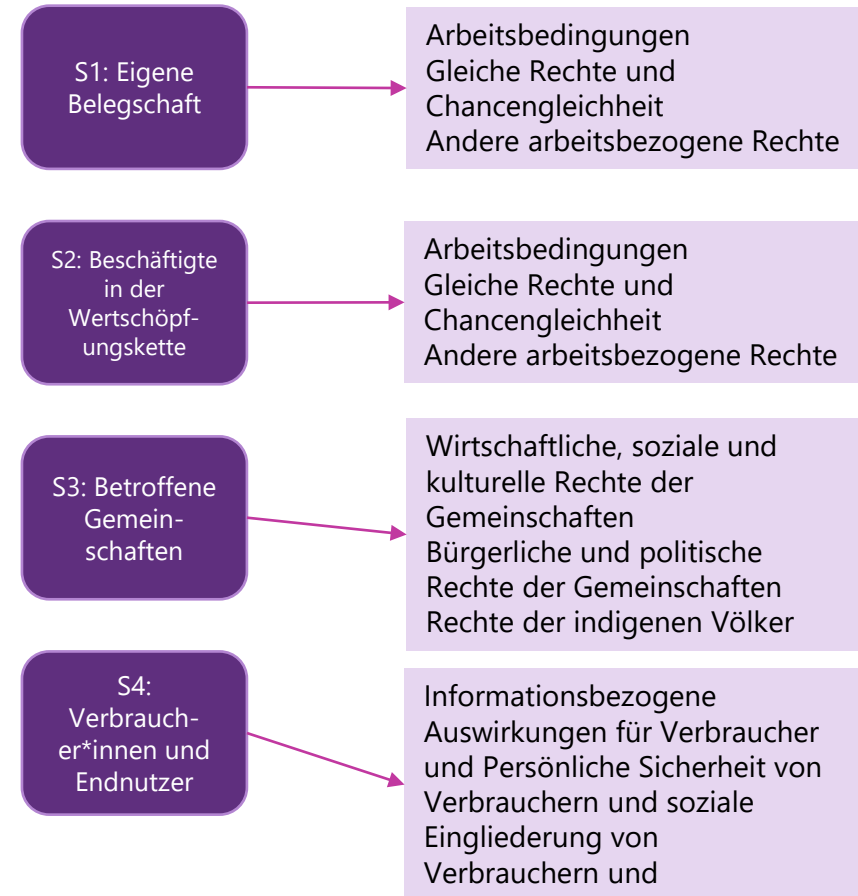 S1: Eigene
Belegschaft
Arbeitsbedingungen
Gleiche Rechte und
Chancengleichheit
Andere arbeitsbezogene Rechte
S2: Beschäftigte
in der
Wertschöpf-
ungskette
Arbeitsbedingungen
Gleiche Rechte und
Chancengleichheit
Andere arbeitsbezogene Rechte
S3: Betroffene
Gemein-
schaften
Wirtschaftliche, soziale und
kulturelle Rechte der
Gemeinschaften
Bürgerliche und politische
Rechte der Gemeinschaften
Rechte der indigenen Völker
S4:
Verbrauch-
er*innen und
Endnutzer
Informationsbezogene
Auswirkungen für Verbraucher
und Persönliche Sicherheit von
Verbrauchern und soziale
Eingliederung von
Verbrauchern und